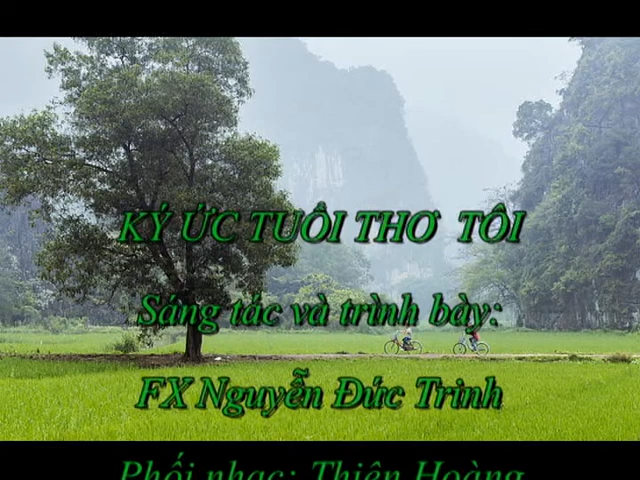 KÝ ỨC TUỔI THƠ TÔI
Sáng tác và trình bày:
FX Nguyễn Đức Trinh
Phối nhạc: Thiên Hoàng